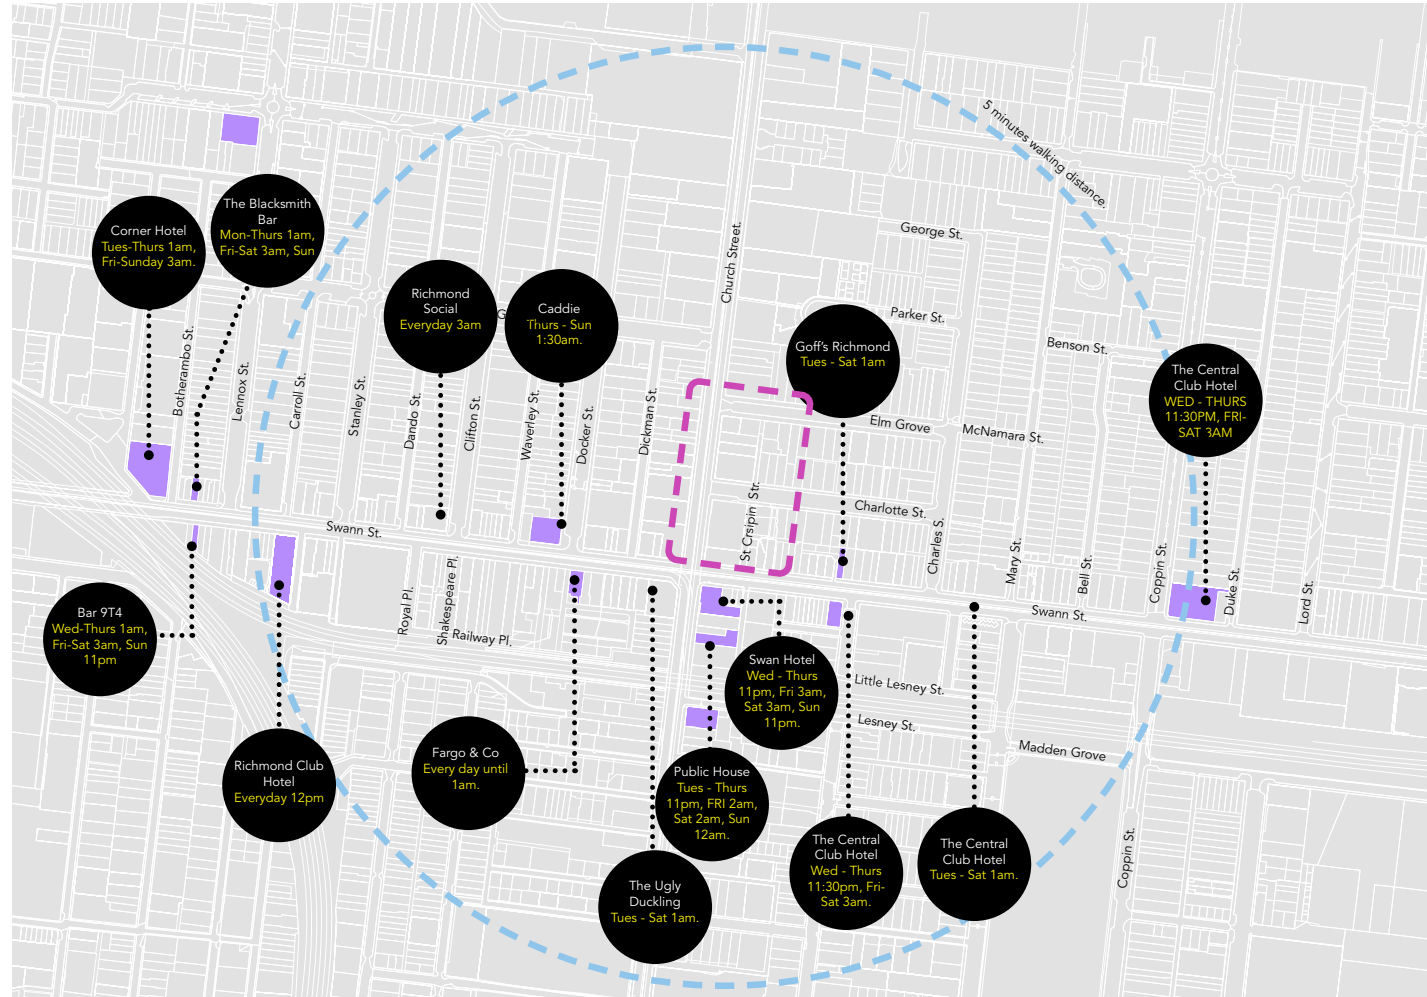 5 minutes walking distance.
The Blacksmith
Bar
Mon-Thurs 1am,
Fri-Sat 3am, Sun
Corner Hotel
Tues-Thurs 1am,
Fri-Sunday 3am.
Richmond
Social
Everyday 3am
G
Caddie
Thurs - Sun
1:30am.
Church Street.
George St.
Parker St.
Benson St.
Goff's Richmond
Tues - Sat 1am
The Central
Club Hotel
WED - THURS
11:30PM, FRI-
SAT 3AM
Botherambo St.
Lennox St.
Carroll St.
Stanley St.
Dando St.
Clifton St.
Waverley St.
Docker St.
Dickman St.
Elm Grove
McNamara St.
St Crsipin Str.
Charlotte St.
Charles S.
Mary St.
Bell St.
Coppin St.
Duke St.
Lord St.
Swann St.
Swann St.
Royal Pl.
Shakespeare Pl.
Railway Pl.
Bar 9T4
Wed-Thurs 1am,
Fri-Sat 3am, Sun
11pm
Swan Hotel
Wed - Thurs
11pm, Fri 3am,
Sat 3am, Sun
11pm.
Little Lesney St.
Lesney St.
Madden Grove
Richmond Club
Hotel
Everyday 12pm
Fargo & Co
Every day until
1am.
Public House
Tues - Thurs
11pm, FRI 2am,
Sat 2am, Sun
12am.
The Central
Club Hotel
Wed - Thurs
11:30pm, Fri-
Sat 3am.
The Central
Club Hotel
Tues - Sat 1am.
Coppin St.
The Ugly
Duckling
Tues - Sat 1am.